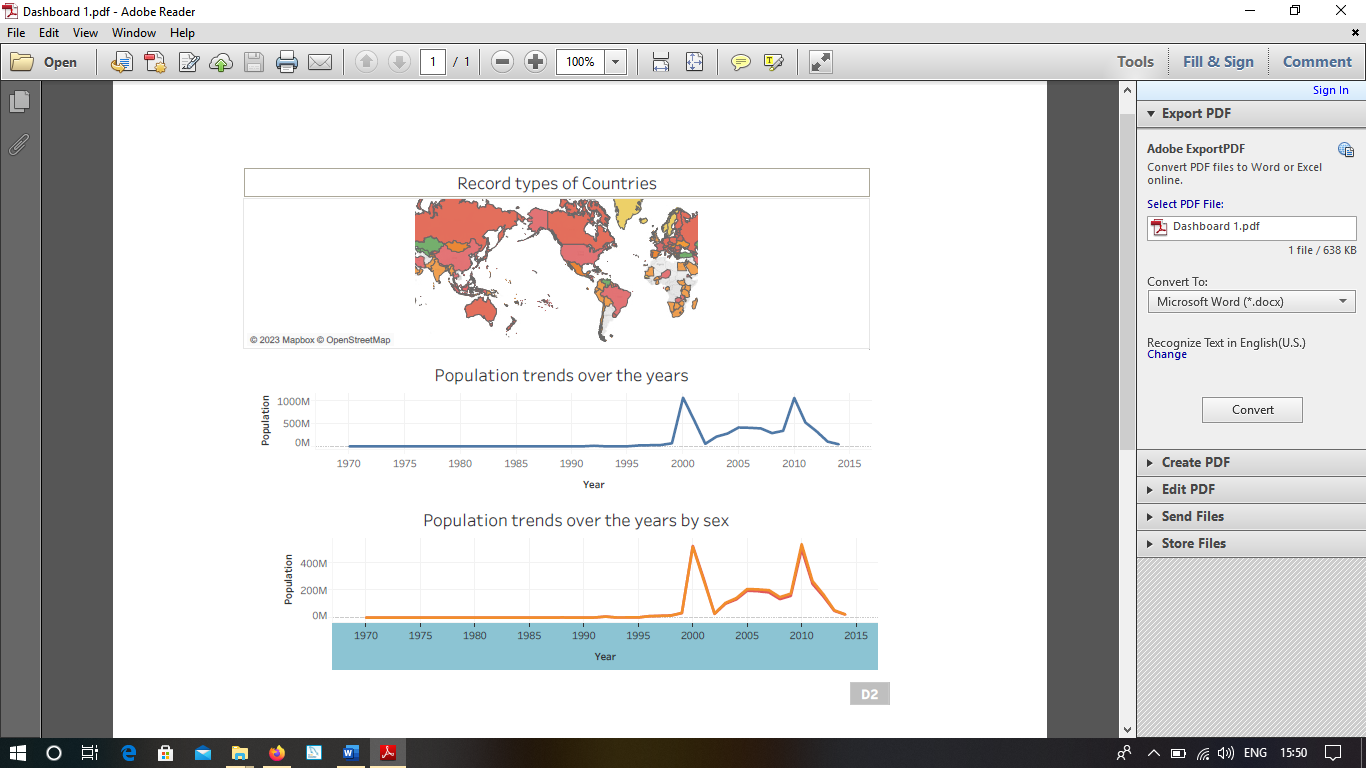 Dashboard 1.pdf - Adobe Reader
File Edit View Window Help
Open 1 / 1 100% Tools Fill & Sign Comment
Sign In
Export PDF
Adobe ExportPDF
Convert PDF files to Word or Excel
online.
Select PDF File:
Dashboard 1.pdf
1 file / 638 KB
Convert To:
Microsoft Word (*.docx)
Recognize Text in English(U.S.)
Change
Convert
Create PDF
Edit PDF
Send Files
Store Files
Record types of Countries
© 2023 Mapbox © OpenStreetMap
Population trends over the years
Population
1000M
500M
0M
1970 1975 1980 1985 1990 1995 2000 2005 2010 2015
Year
Population trends over the years by sex
Population
400M
200M
0M
1970 1975 1980 1985 1990 1995 2000 2005 2010 2015
Year
D2
ENG 15:50